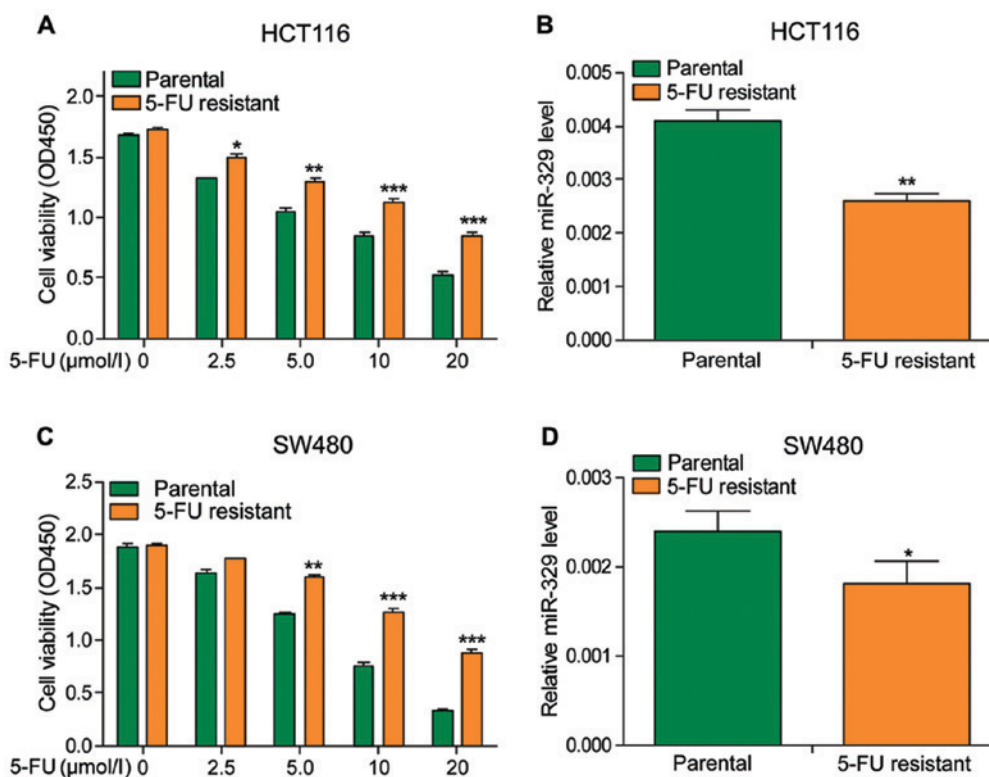 A
HCT116
Parental
5-FU resistant
Cell viability (OD450)
2.0
1.5
1.0
0.5
0.0
*
**
***
***
5-FU (μmol/l) 0 2.5 5.0 10 20
B
HCT116
Parental
5-FU resistant
Relative miR-329 level
0.005
0.004
0.003
0.002
0.001
0.000
**
Parental 5-FU resistant
C
SW480
Parental
5-FU resistant
Cell viability (OD450)
2.5
2.0
1.5
1.0
0.5
0.0
**
***
***
5-FU (μmol/l) 0 2.5 5.0 10 20
D
SW480
Parental
5-FU resistant
Relative miR-329 level
0.003
0.002
0.001
0.000
*
Parental 5-FU resistant